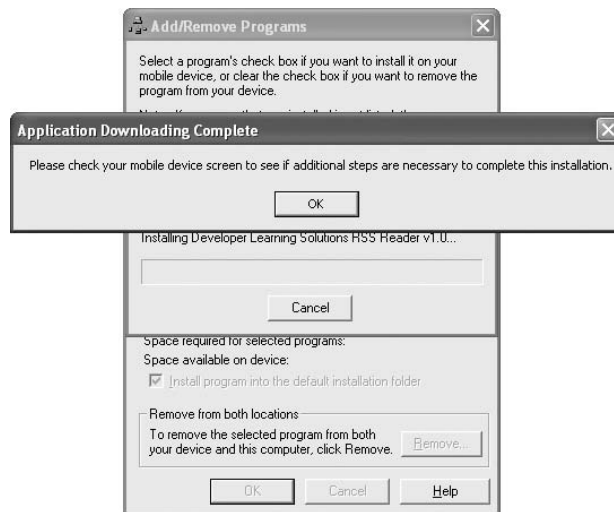 Add/Remove Programs
Select a program's check box if you want to install it on your
mobile device, or clear the check box if you want to remove the
program from your device.
Application Downloading Complete
Please check your mobile device screen to see if additional steps are necessary to complete this installation.
OK
Installing Developer Learning Solutions RSS Reader v1.0...
Cancel
Space required for selected programs:
Space available on device:
Install program into the default installation folder
Remove from both locations
To remove the selected program from both
your device and this computer, click Remove.
Remove...
OK
Cancel
Help